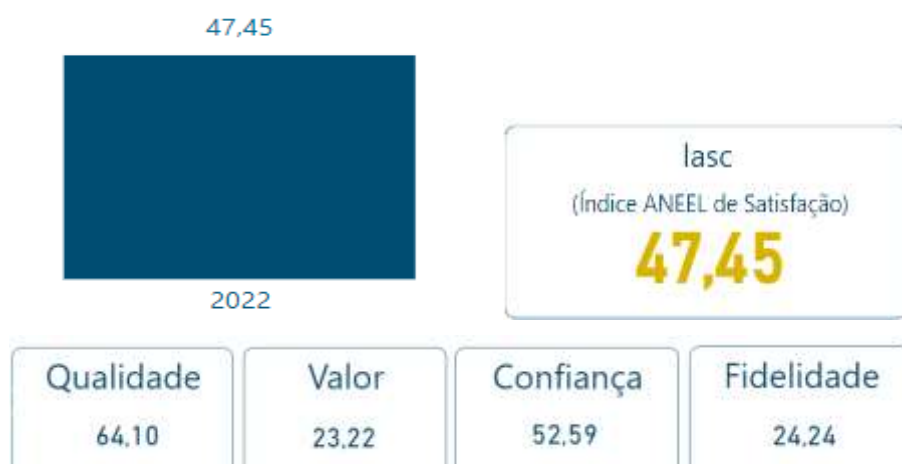 47,45
2022
Iasc
(Índice ANEEL de Satisfação)
47,45
Qualidade
64,10
Valor
23,22
Confiança
52,59
Fidelidade
24,24